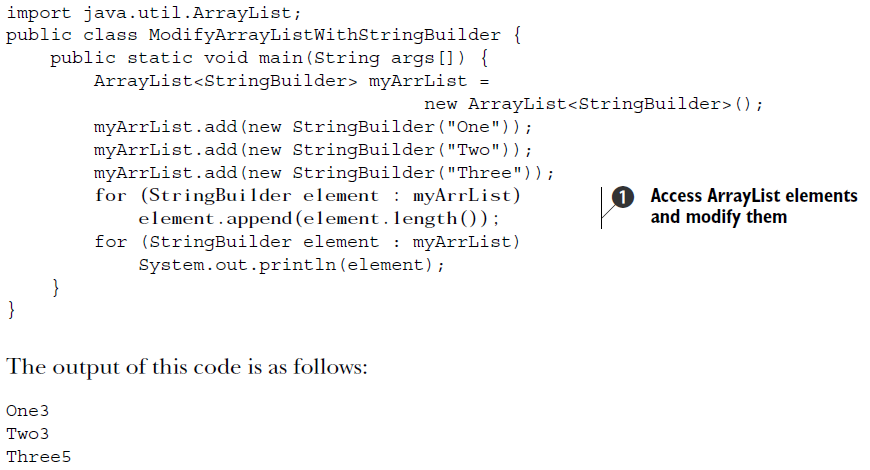 import java.util.ArrayList;
public class ModifyArrayListWithStringBuilder {
    public static void main(String args[]) {
        ArrayList<StringBuilder> myArrList =
                                      new ArrayList<StringBuilder>();
        myArrList.add(new StringBuilder("One"));
        myArrList.add(new StringBuilder("Two"));
        myArrList.add(new StringBuilder("Three"));
        for (StringBuilder element : myArrList)
            element.append(element.length());
1 Access ArrayList elements
and modify them
        for (StringBuilder element : myArrList)
            System.out.println(element);
    }
}
The output of this code is as follows:
One3
Two3
Three5